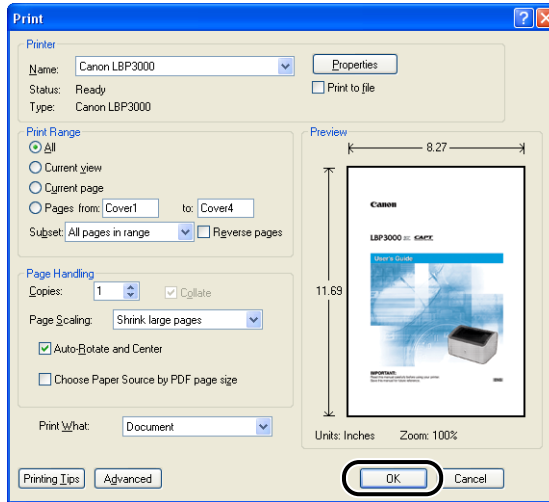 Print
Printer
Name: Canon LBP3000 Properties
Status: Ready Print to file
Type: Canon LBP3000
Print Range
All
Current view
Current page
Pages from: Cover1 to: Cover4
Subset: All pages in range Reverse pages
Page Handling
Copies: 1 Collate
Page Scaling: Shrink large pages
Auto-Rotate and Center
Choose Paper Source by PDF page size
Print What: Document
Preview
8.27
11.69
Canon
LBP3000 CAPT
User's Guide
IMPORTANT:
Units: Inches Zoom: 100%
Printing Tips Advanced OK Cancel